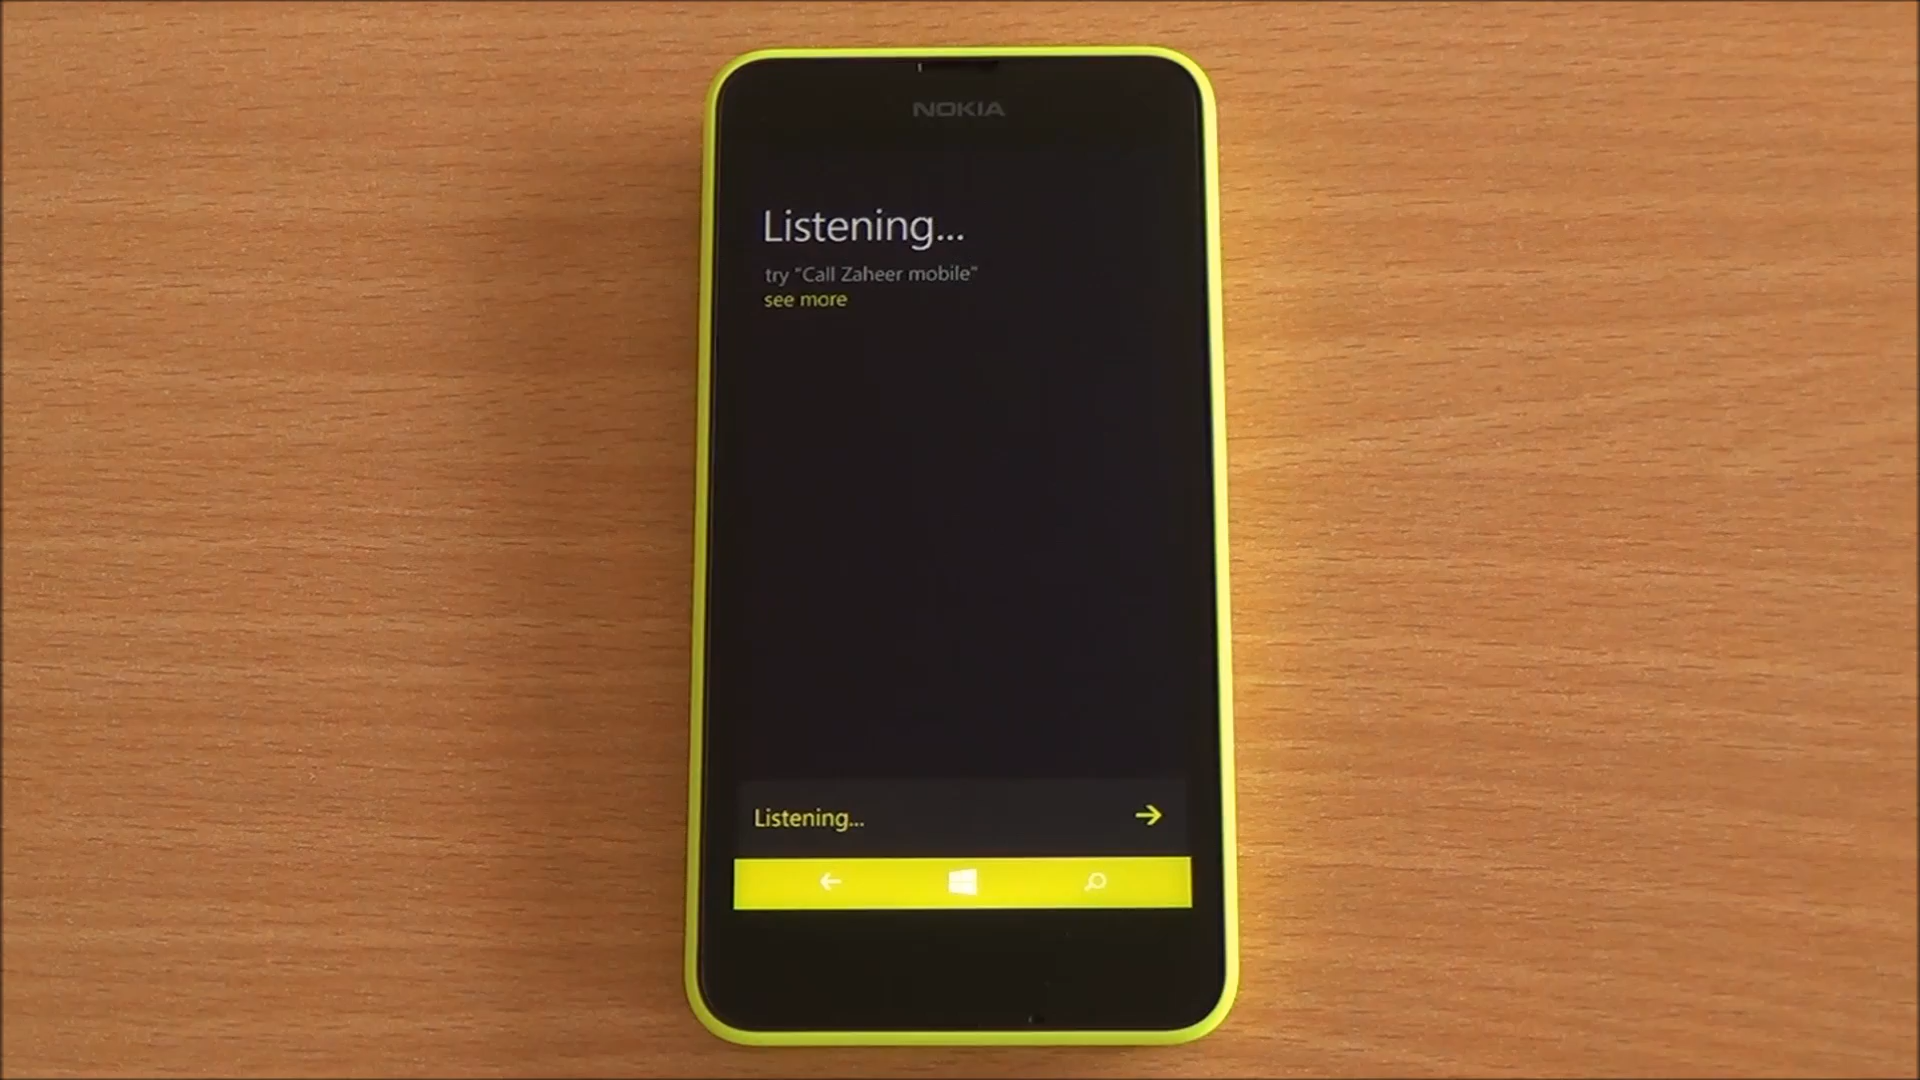 NOKIA
Listening...
try "Call Zaheer mobile"
see more
Listening...